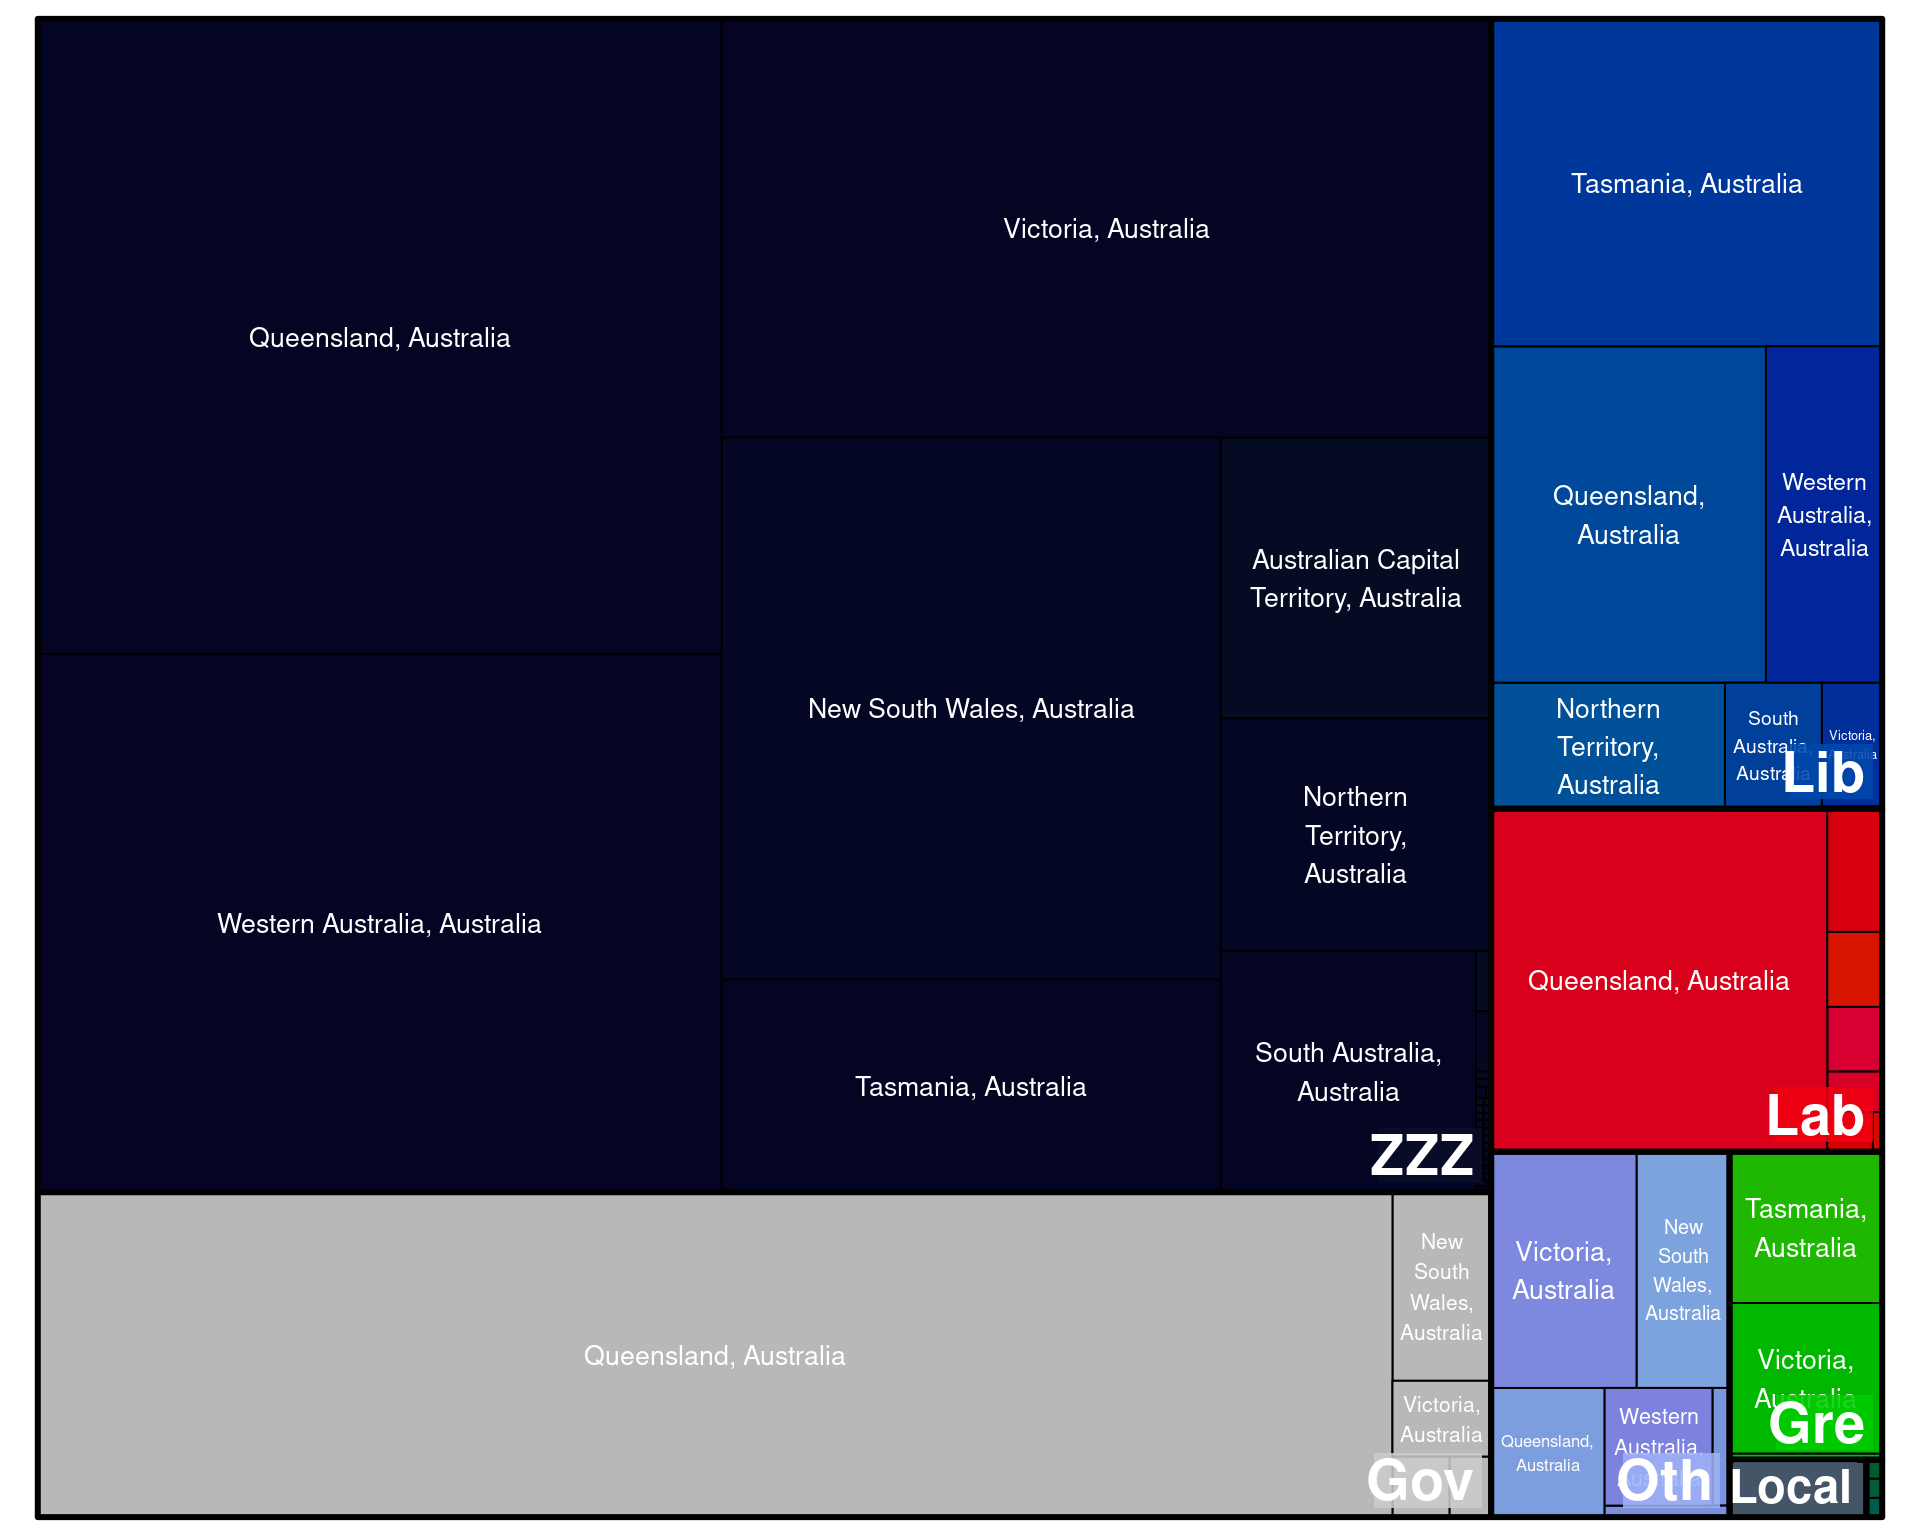 Queensland, Australia
Victoria, Australia
Western Australia, Australia
New South Wales, Australia
Australian Capital
Territory, Australia
Northern
Territory,
Australia
Tasmania, Australia
South Australia,
Australia
ZZZ
Queensland, Australia
New
South
Wales,
Australia
Victoria,
Australia
Gov
Tasmania, Australia
Queensland,
Australia
Western
Australia,
Australia
Northern
Territory,
Australia
South
Australia,
Australia
Victoria,
Australia
Lib
Queensland, Australia
Lab
Victoria,
Australia
New
South
Wales,
Australia
Queensland,
Australia
Western
Australia,
Australia
Oth
Tasmania,
Australia
Victoria,
Australia
Gre
Local